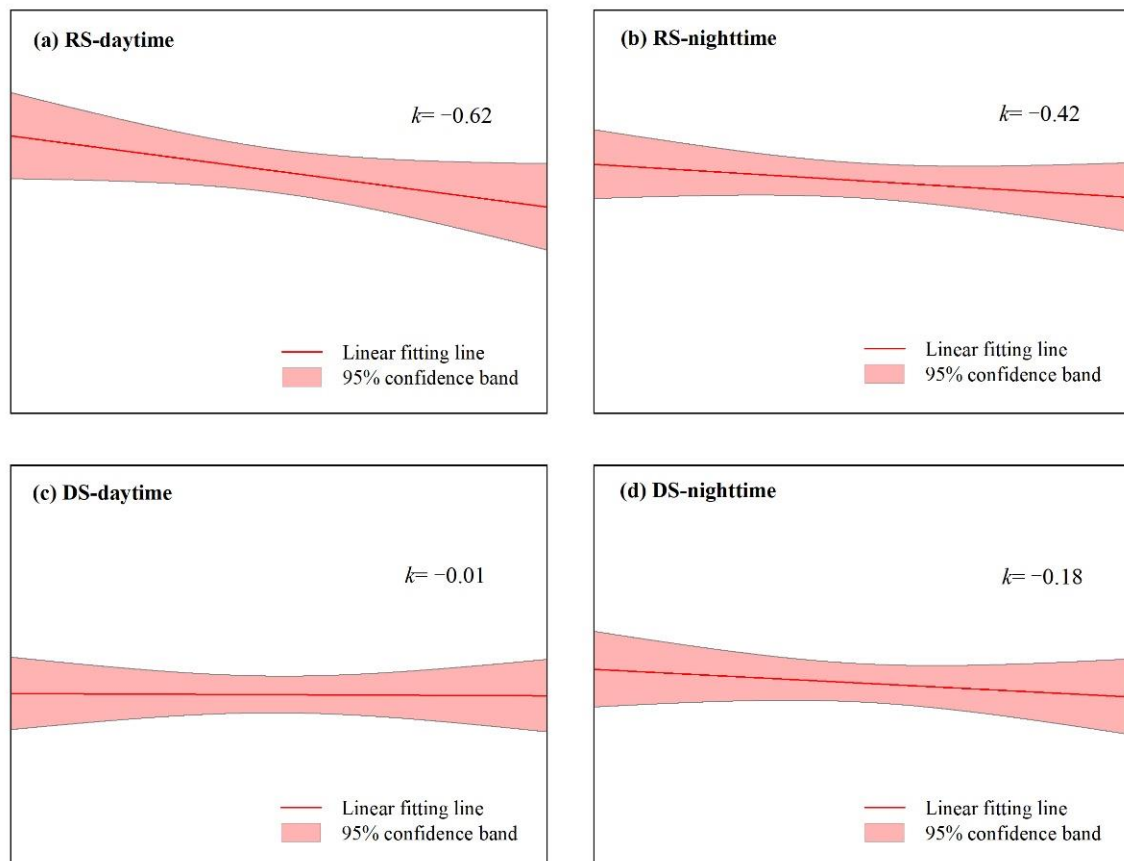 (a) RS-daytime
k= −0.62
Linear fitting line
95% confidence band
(b) RS-nighttime
k= −0.42
Linear fitting line
95% confidence band
(c) DS-daytime
k= −0.01
Linear fitting line
95% confidence band
(d) DS-nighttime
k= −0.18
Linear fitting line
95% confidence band